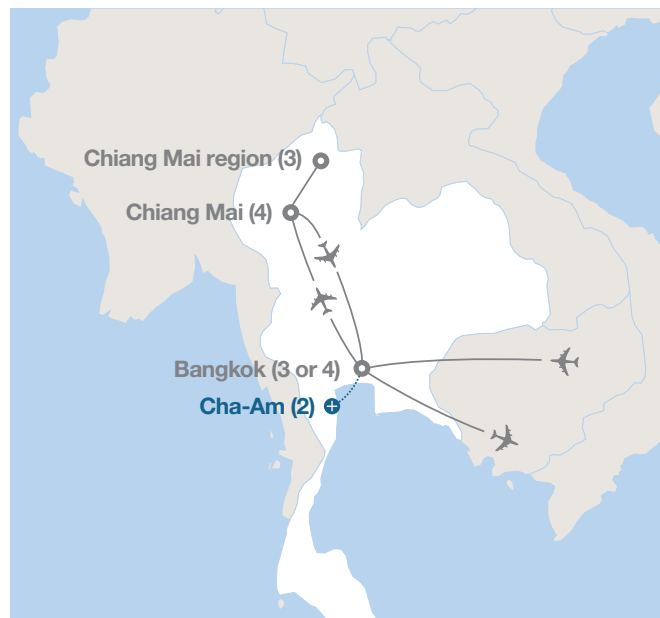 Chiang Mai region (3)
Chiang Mai (4)
Bangkok (3 or 4)
Cha-Am (2)